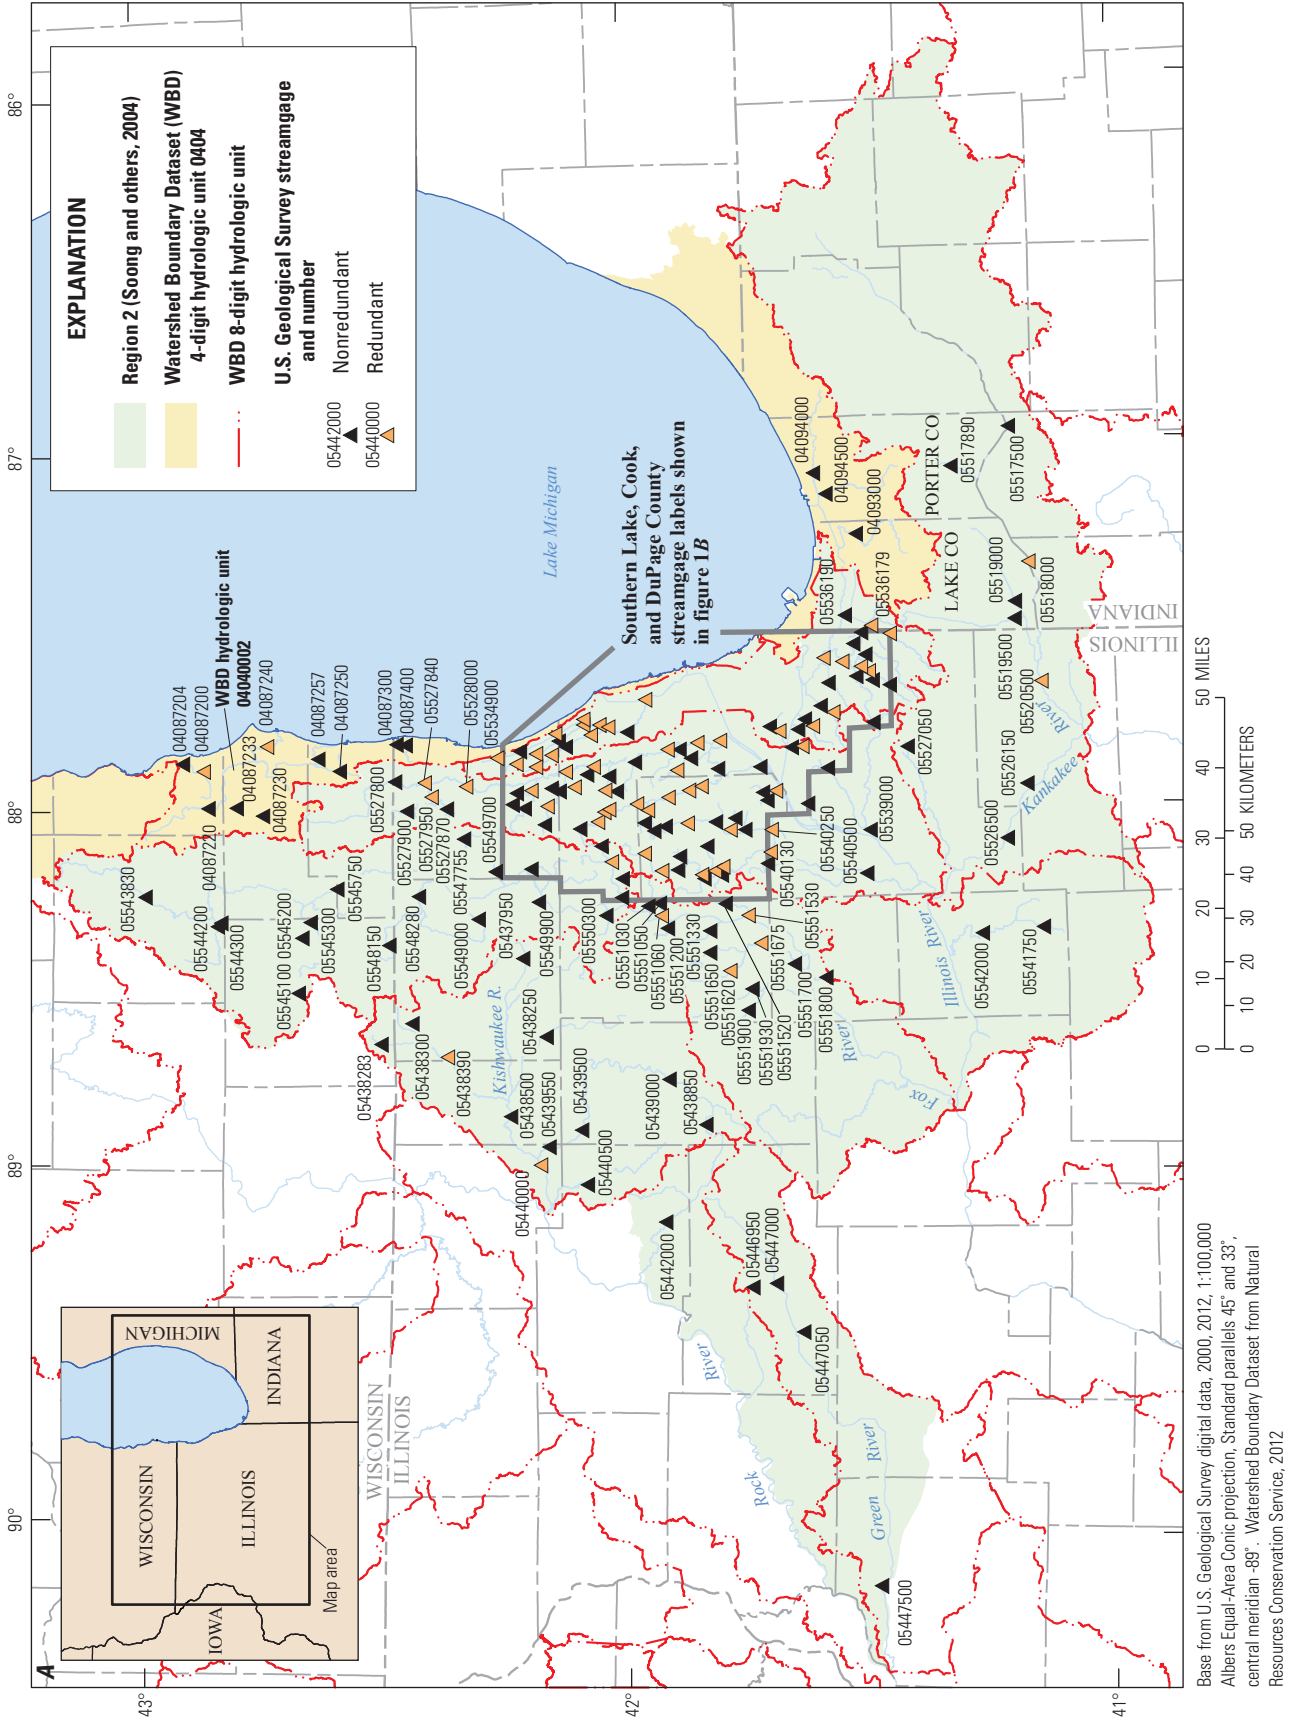 A
WISCONSIN
MICHIGAN
IOWA
ILLINOIS
INDIANA
Map area
EXPLANATION
Region 2 (Soong and others, 2004)
Watershed Boundary Dataset (WBD)
4-digit hydrologic unit 0404
WBD 8-digit hydrologic unit
U.S. Geological Survey streamgage
and number
05442000
Nonredundant
05440000
Redundant
90°
89°
88°
87°
86°
43°
42°
41°
WISCONSIN
ILLINOIS
ILLINOIS
INDIANA
Lake Michigan
WBD hydrologic unit
04040002
Southern Lake, Cook,
and DuPage County
streamgage labels shown
in figure 1B
LAKE CO
PORTER CO
Kishwaukee R.
Rock
River
Green
River
Fox
River
Illinois River
Kankakee
River
05543830
04087204
04087200
04087220
04087233
04087240
04087230
05544200
05544300
05545100
05545200
05545300
05545750
04087257
04087250
04087300
04087400
05527800
05527840
05528000
05534900
05527900
05527950
05527870
05547755
05549700
05548150
05548280
05549000
05437950
05549900
05550300
05438283
05438300
05438390
05438250
05438500
05439550
05439500
05440000
05440500
05439000
05438850
05442000
05446950
05447000
05447050
05447500
05551030
05551050
05551060
05551200
05551330
05551650
05551620
05551900
05551930
05551520
05551675
05551530
05551700
05551800
05540130
05540250
05540500
05539000
05527050
05542000
05541750
05526500
05526150
05520500
05519500
05518000
05519000
05517500
05517890
04094000
04094500
04093000
05536190
05536179
0
10
20
30
40
50 MILES
0
10
20
30
40
50 KILOMETERS
Base from U.S. Geological Survey digital data, 2000, 2012, 1:100,000
Albers Equal-Area Conic projection, Standard parallels 45° and 33°,
central meridian -89°. Watershed Boundary Dataset from Natural
Resources Conservation Service, 2012